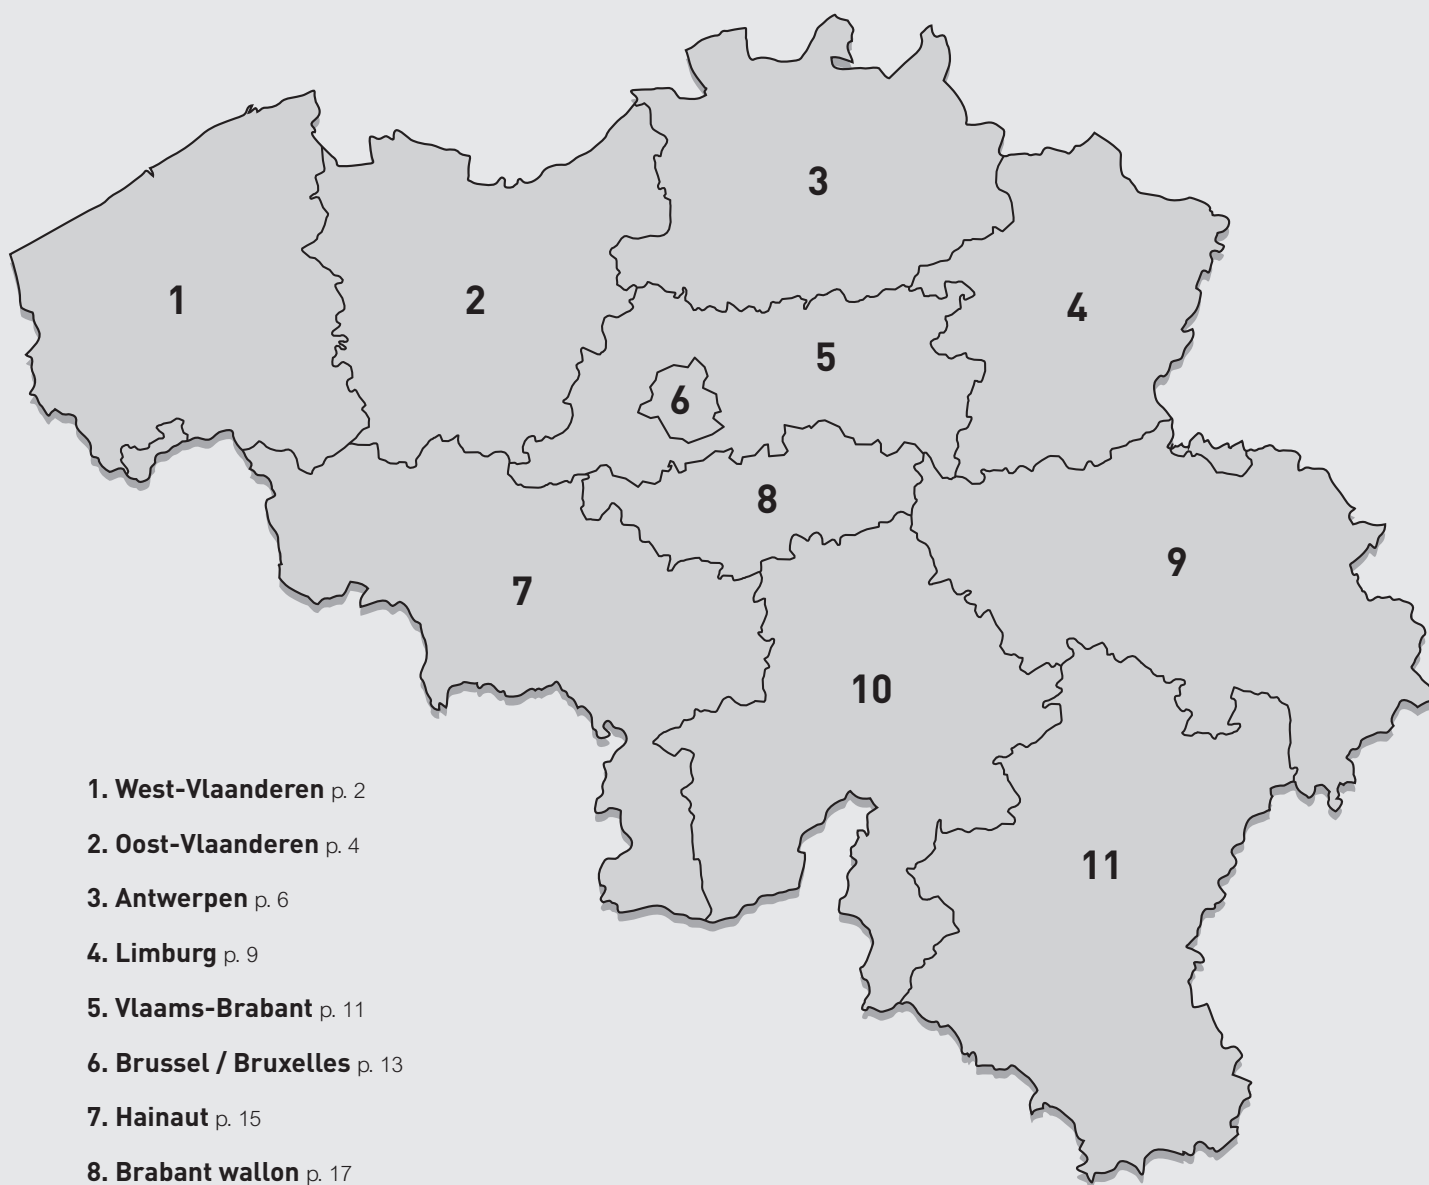 3
1
2
4
5
6
8
9
7
10
11
1. West-Vlaanderen p. 2
2. Oost-Vlaanderen p. 4
3. Antwerpen p. 6
4. Limburg p. 9
5. Vlaams-Brabant p. 11
6. Brussel / Bruxelles p. 13
7. Hainaut p. 15
8. Brabant wallon p. 17